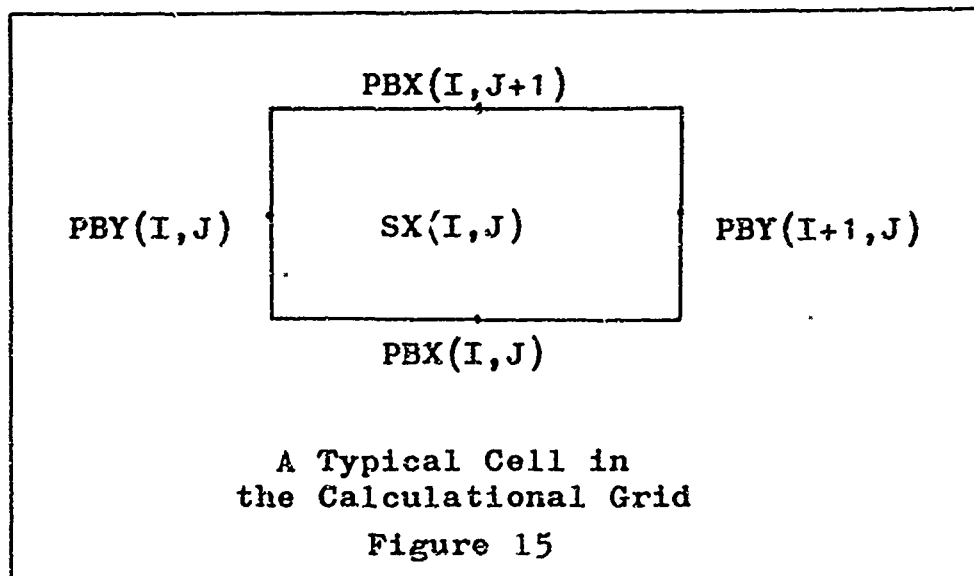 PBX(I,J+1)
PBY(I,J) SX(I,J) PBY(I+1,J)
PBX(I,J)
A Typical Cell in
the Calculational Grid
Figure 15